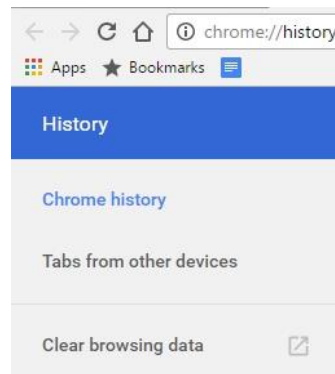 chrome://history
Apps Bookmarks
History
Chrome history
Tabs from other devices
Clear browsing data